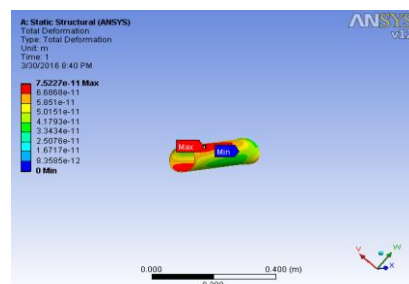 A: Static Structural (ANSYS)
Total Deformation
Type: Total Deformation
Unit: m
Time: 1
3/30/2016 8:40 PM
7.5227e-11 Max
6.6868e-11
5.851e-11
5.0151e-11
4.1793e-11
3.3434e-11
2.5076e-11
1.6717e-11
8.3585e-12
0 Min
ANSYS
Max
Min
0.000
0.400 (m)
0.200
X